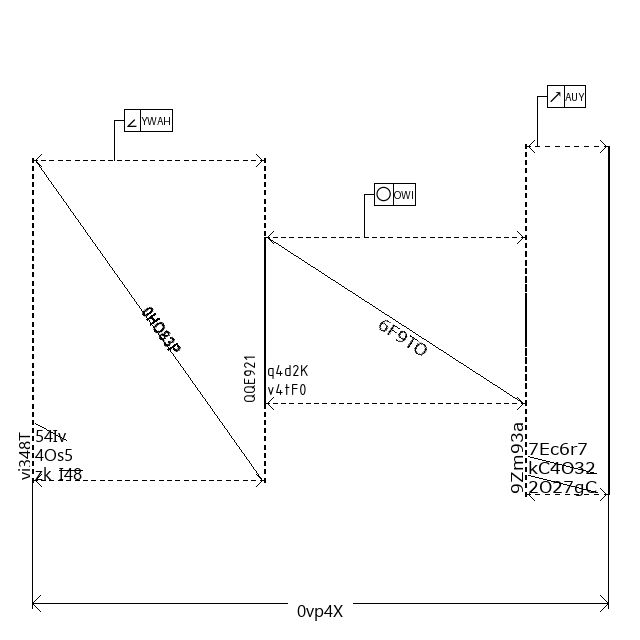 AUY
YWAH
OWI
0HO83P
6F9TO
QQE921
q4d2K
v4tF0
vi348T
54Iv
4Os5
zk I48
9Zm93a
7Ec6r7
kC4O32
2O27gC
0vp4X